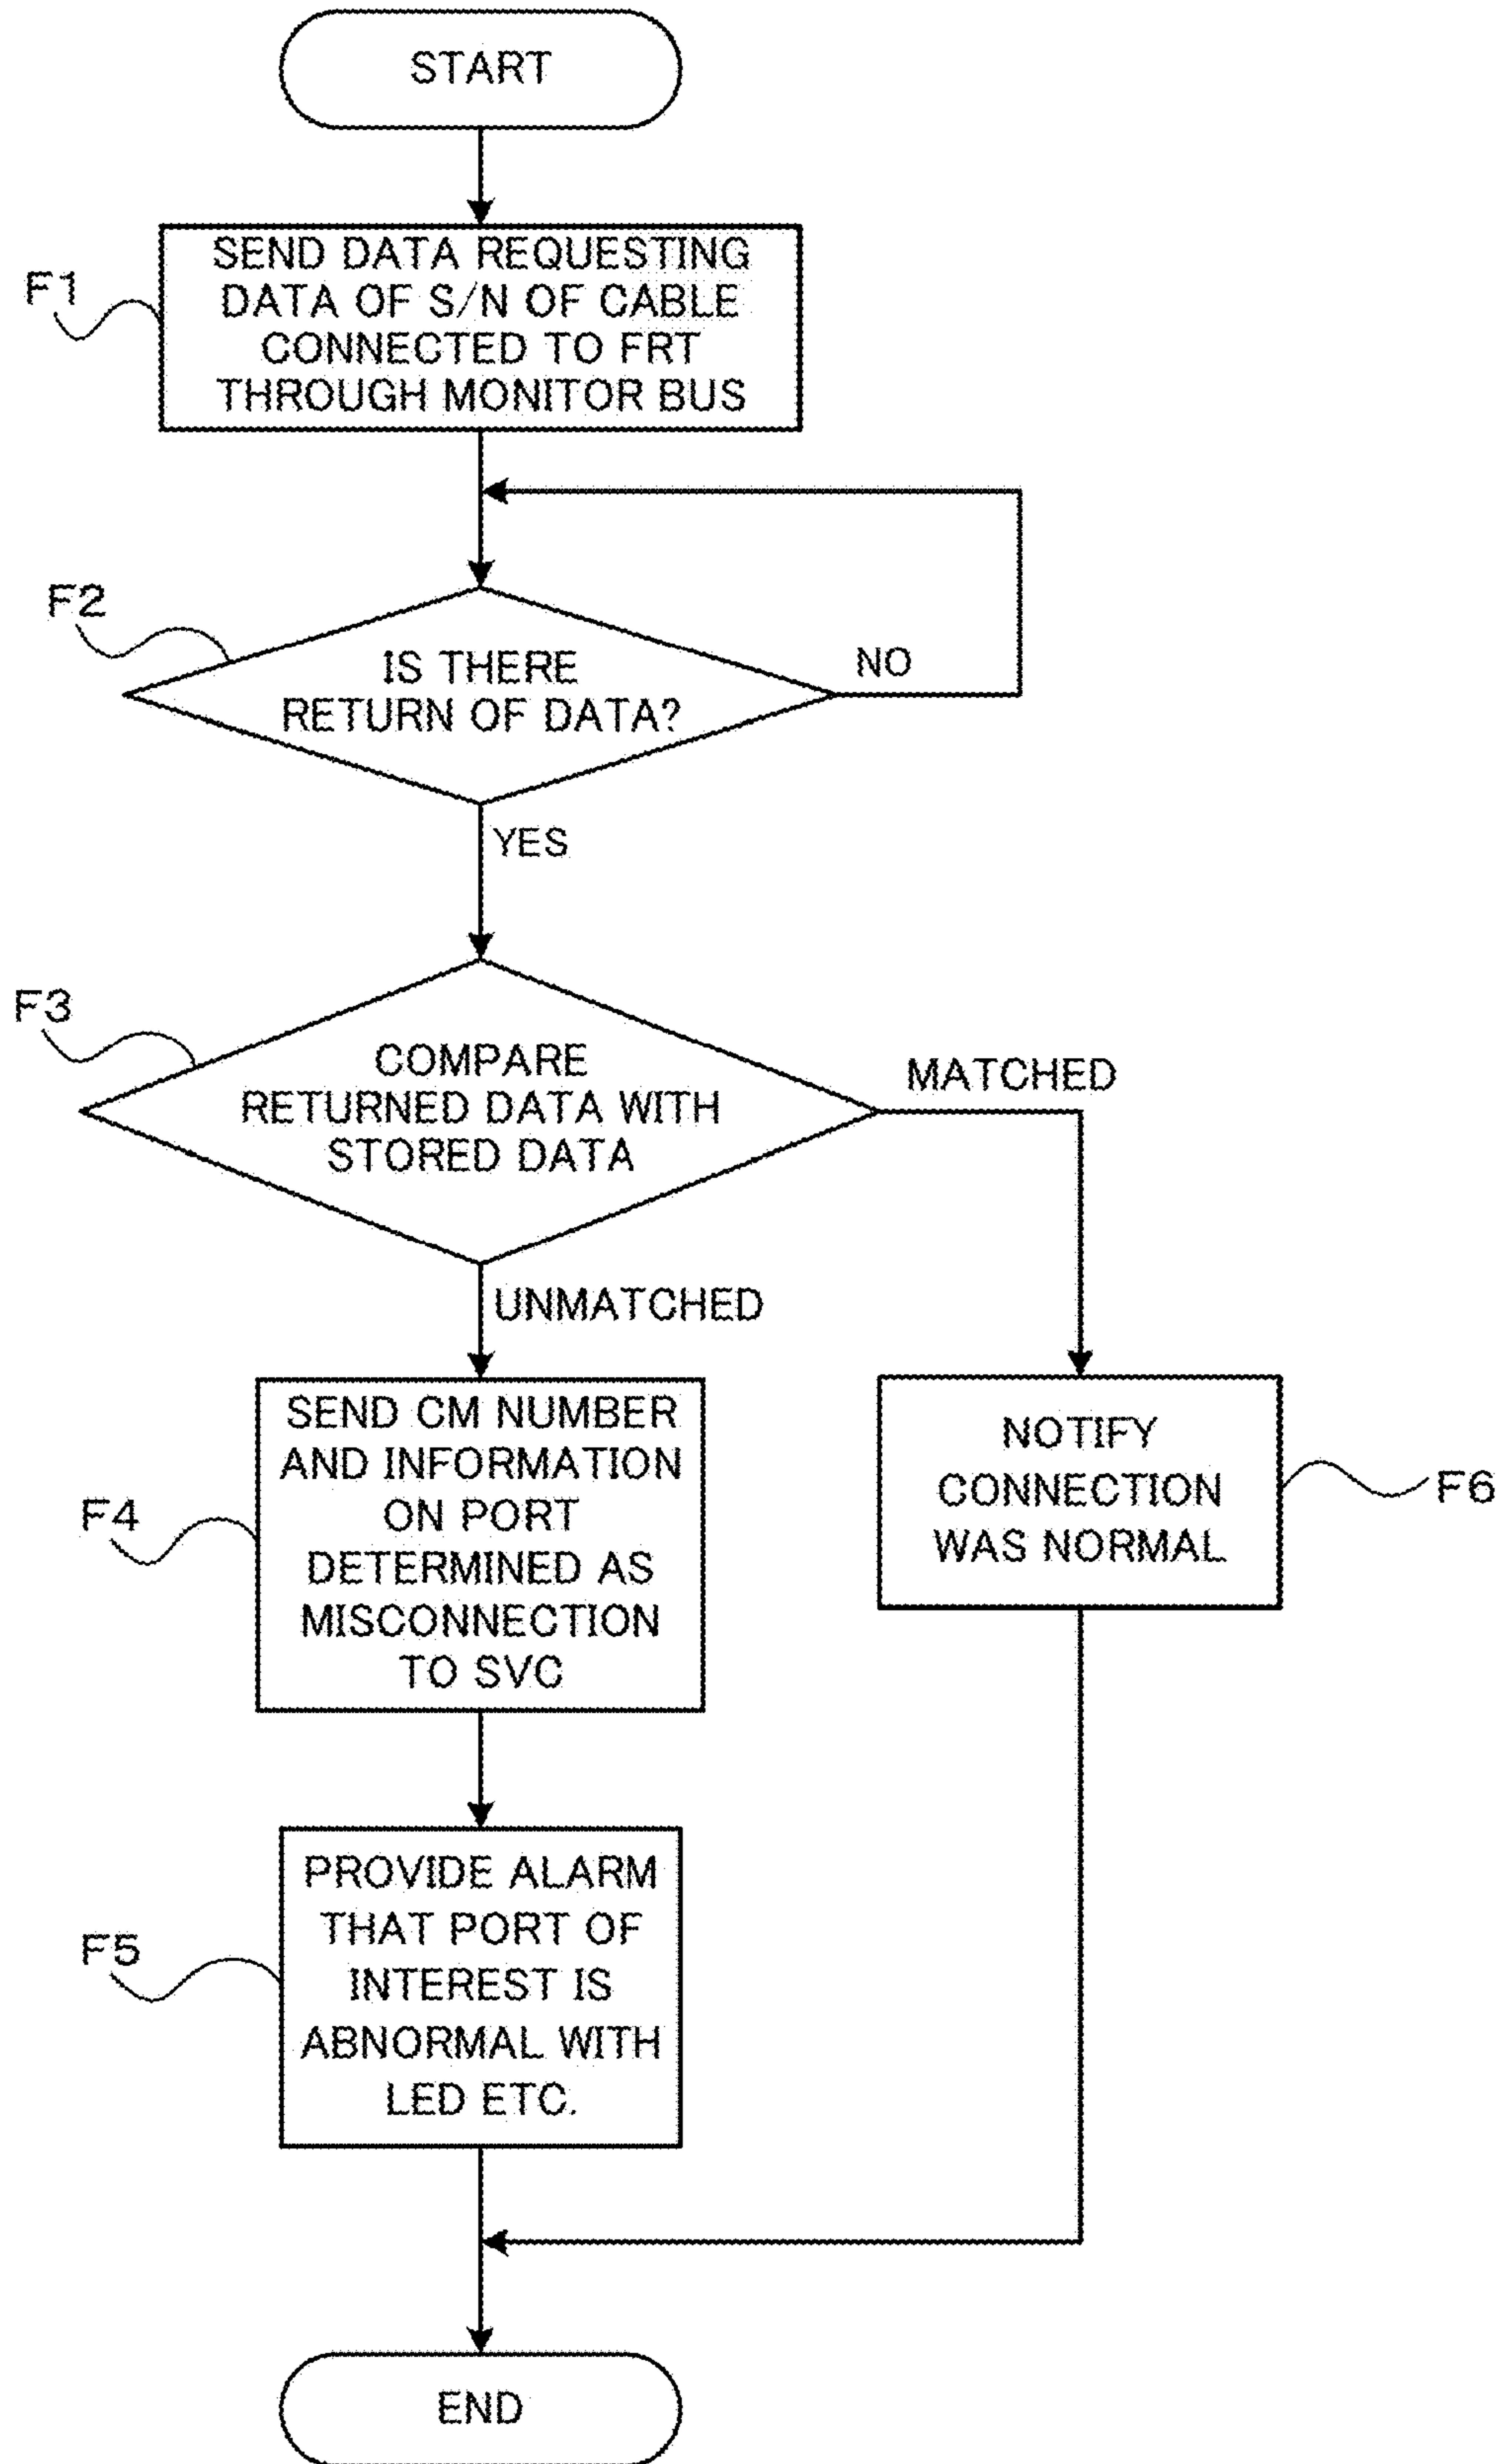 START
F1
SEND DATA REQUESTING
DATA OF S/N OF CABLE
CONNECTED TO FRT
THROUGH MONITOR BUS
F2
IS THERE
RETURN OF DATA?
NO
YES
F3
COMPARE
RETURNED DATA WITH
STORED DATA
MATCHED
UNMATCHED
F4
SEND CM NUMBER
AND INFORMATION
ON PORT
DETERMINED AS
MISCONNECTION
TO SVC
NOTIFY
CONNECTION
WAS NORMAL
F6
F5
PROVIDE ALARM
THAT PORT OF
INTEREST IS
ABNORMAL WITH
LED ETC.
END